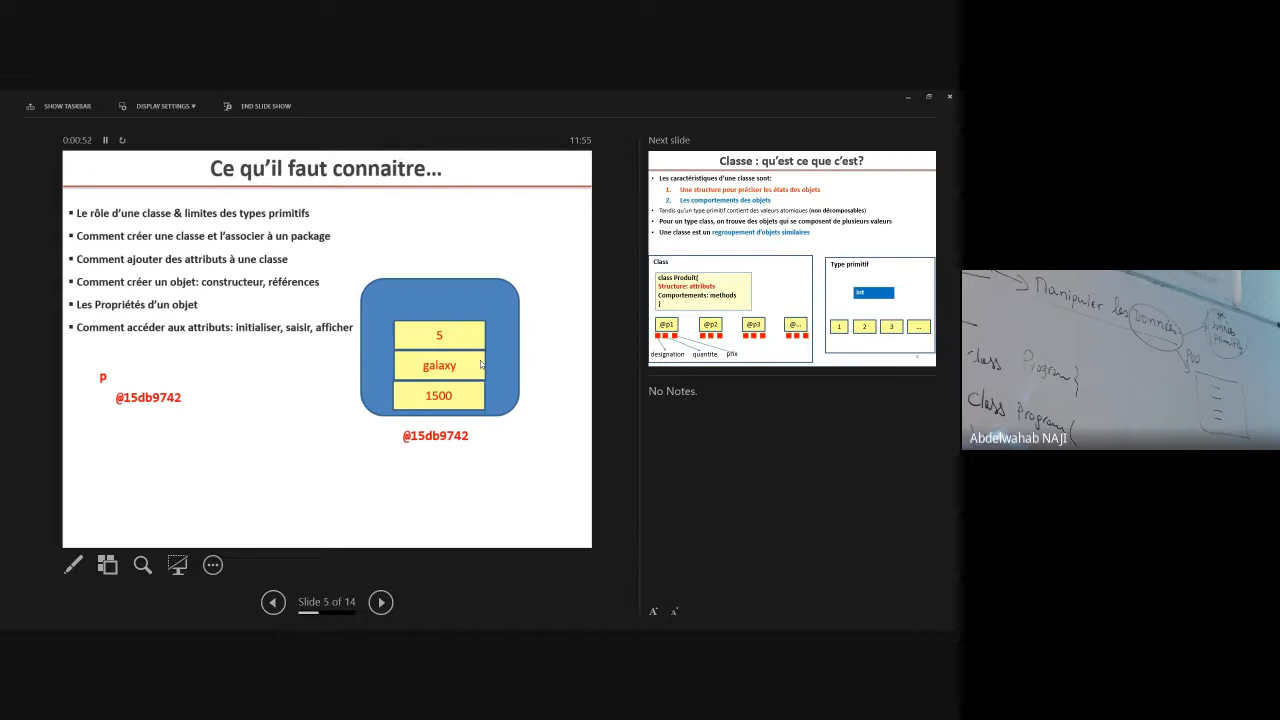 SHOW TASKBAR
DISPLAY SETTINGS ▾
END SLIDE SHOW
0:00:52
11:55
Ce qu'il faut connaitre…
▪ Le rôle d'une classe & limites des types primitifs
▪ Comment créer une classe et l'associer à un package
▪ Comment ajouter des attributs à une classe
▪ Comment créer un objet: constructeur, références
▪ Les Propriétés d'un objet
▪ Comment accéder aux attributs: initialiser, saisir, afficher
p
@15db9742
5
galaxy
1500
@15db9742
Slide 5 of 14
Next slide
Classe : qu'est ce que c'est?
• Les caractéristiques d'une classe sont:
1. Une structure pour préciser les états des objets
2. Les comportements des objets
• Tandis qu'un type primitif contient des valeurs atomiques (non décomposables)
• Pour un type class, on trouve des objets qui se composent de plusieurs valeurs
• Une classe est un regroupement d'objets similaires
Class
class Produit{
Structure: attributs
Comportements: methods
}
@p1 @p2 @p3 @...
designation quantite prix
Type primitif
int
1 2 3 ...
No Notes.
Manipuler les Données
Class Program{
Class Program{
Abdelwahab NAJI